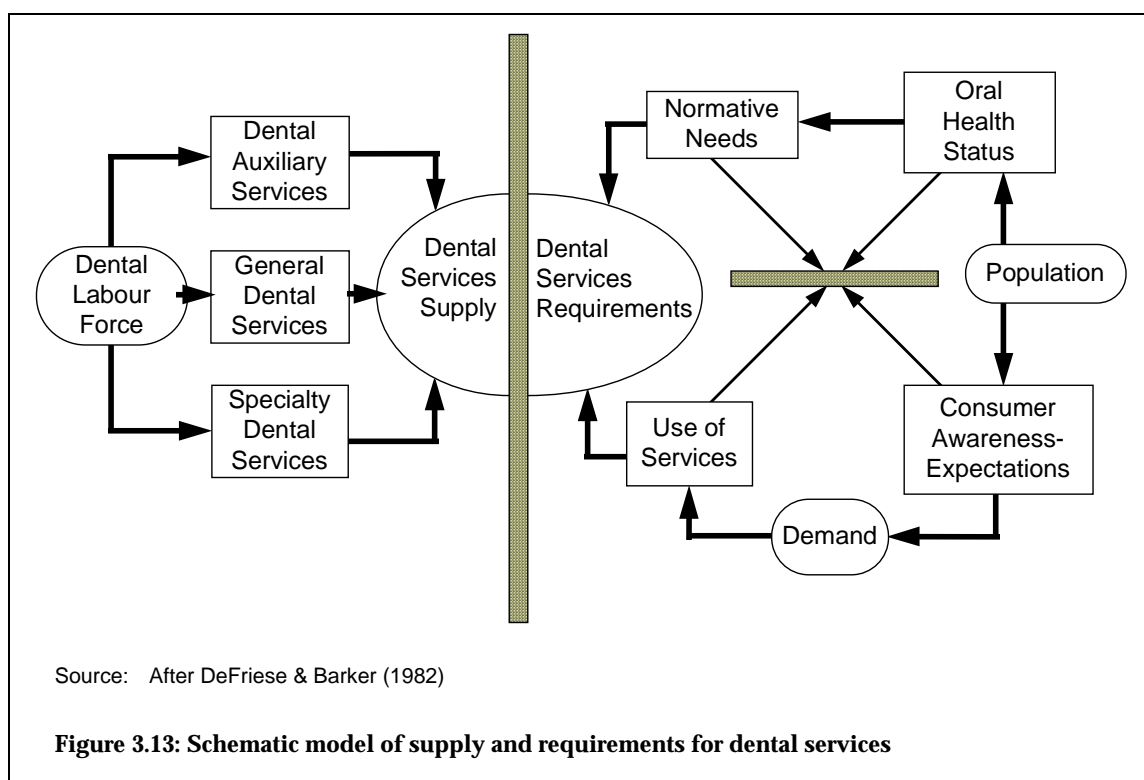 Dental
Auxiliary
Services
Dental
Labour
Force
General
Dental
Services
Specialty
Dental
Services
Dental
Services
Supply
Dental
Services
Requirements
Normative
Needs
Oral
Health
Status
Population
Use of
Services
Consumer
Awareness-
Expectations
Demand
Source: After DeFriese & Barker (1982)
Figure 3.13: Schematic model of supply and requirements for dental services